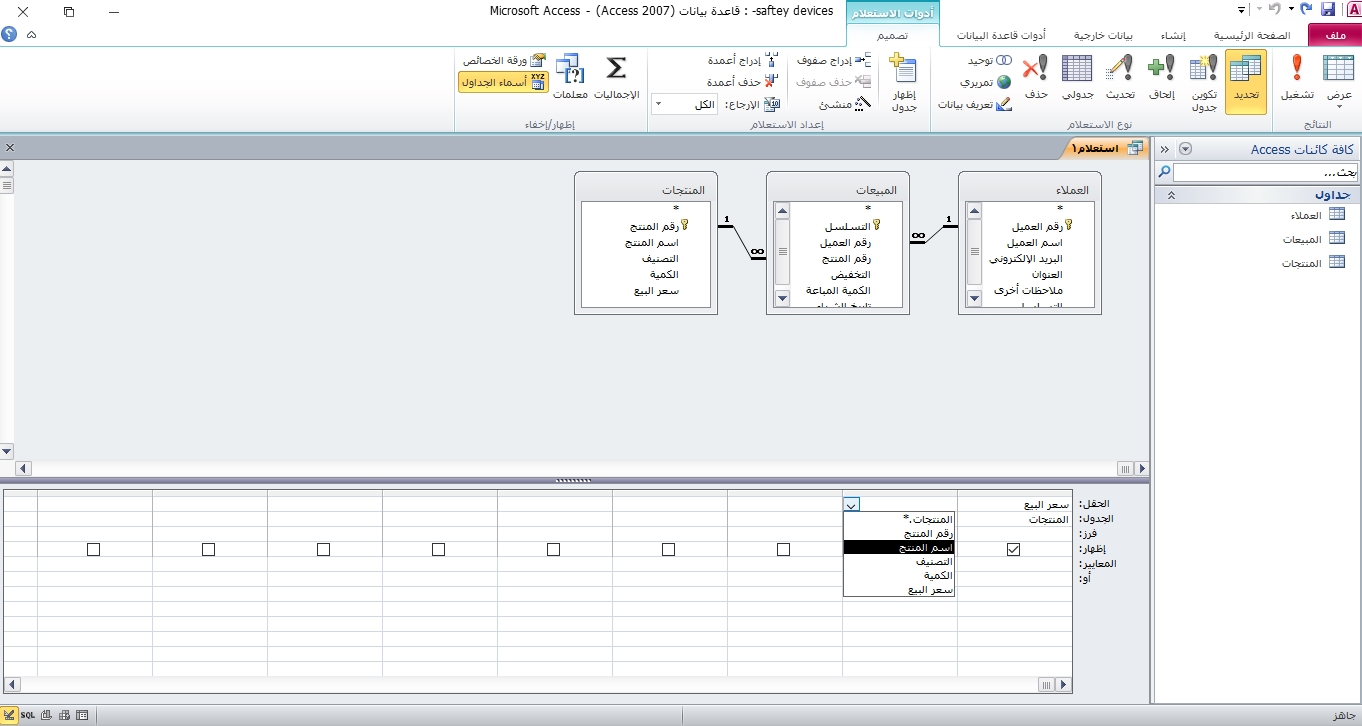 saftey devices- : قاعدة بيانات (Access 2007) - Microsoft Access
أدوات الاستعلام
ملف
الصفحة الرئيسية
إنشاء
بيانات خارجية
أدوات قاعدة البيانات
تصميم
عرض
تشغيل
النتائج
تحديد
تكوين جدول
إلحاق
تحديث
جدولي
حذف
توحيد
تمريري
تعريف بيانات
نوع الاستعلام
إظهار جدول
إدراج صفوف
حذف صفوف
منشئ
إدراج أعمدة
حذف أعمدة
الإرجاع: الكل
إعداد الاستعلام
الإجماليات
معلمات
ورقة الخصائص
أسماء الجداول
إظهار/إخفاء
كافة كائنات Access
بحث...
جداول
العملاء
المبيعات
المنتجات
استعلام١
العملاء
*
رقم العميل
اسم العميل
البريد الإلكتروني
العنوان
ملاحظات أخرى
1
∞
المبيعات
*
التسلسل
رقم العميل
رقم المنتج
التخفيض
الكمية المباعة
1
∞
المنتجات
*
رقم المنتج
اسم المنتج
التصنيف
الكمية
سعر البيع
الحقل: سعر البيع
الجدول: المنتجات
فرز:
إظهار:
المعايير:
أو:
المنتجات.*
رقم المنتج
اسم المنتج
التصنيف
الكمية
سعر البيع
جاهز
SQL